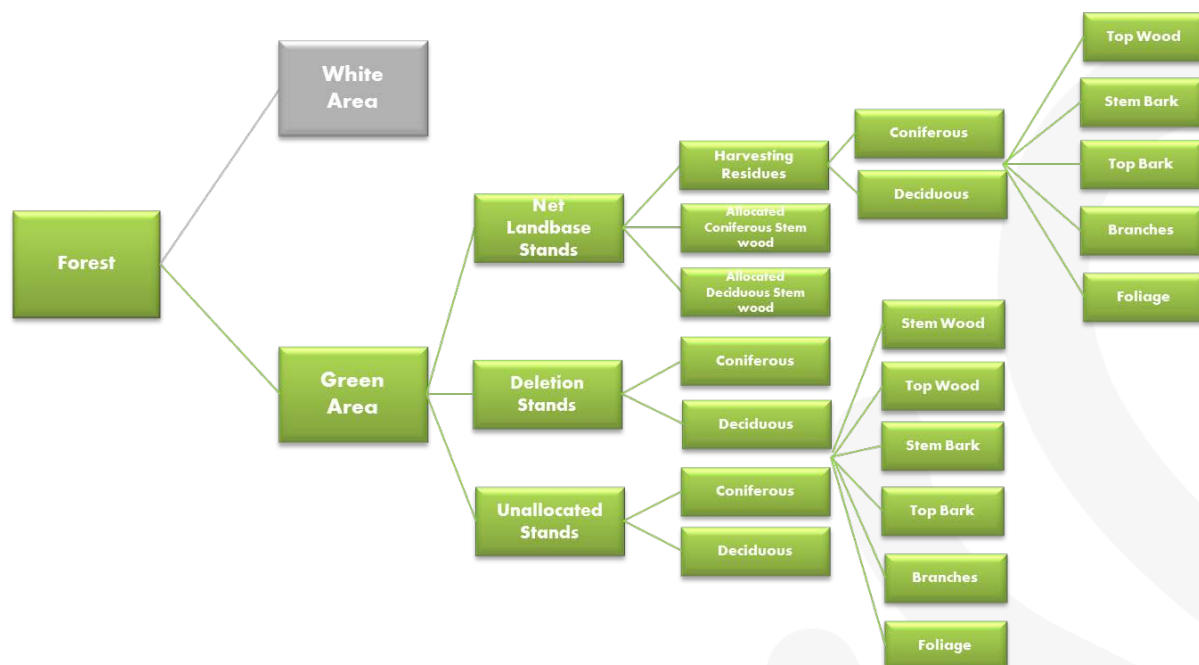 Forest
White
Area
Green
Area
Net
Landbase
Stands
Deletion
Stands
Unallocated
Stands
Harvesting
Residues
Allocated
Coniferous Stem
wood
Allocated
Deciduous Stem
wood
Coniferous
Deciduous
Coniferous
Deciduous
Coniferous
Deciduous
Top Wood
Stem Bark
Top Bark
Branches
Foliage
Stem Wood
Top Wood
Stem Bark
Top Bark
Branches
Foliage